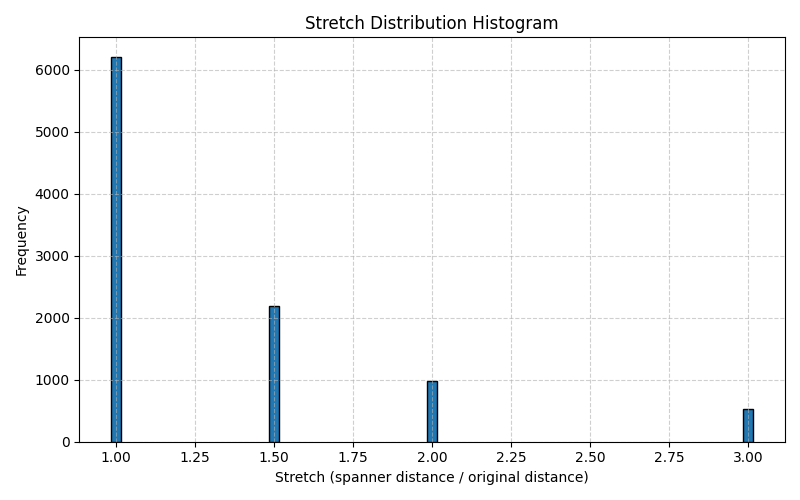 Stretch Distribution Histogram
Frequency
6000
5000
4000
3000
2000
1000
0
1.00 1.25 1.50 1.75 2.00 2.25 2.50 2.75 3.00
Stretch (spanner distance / original distance)